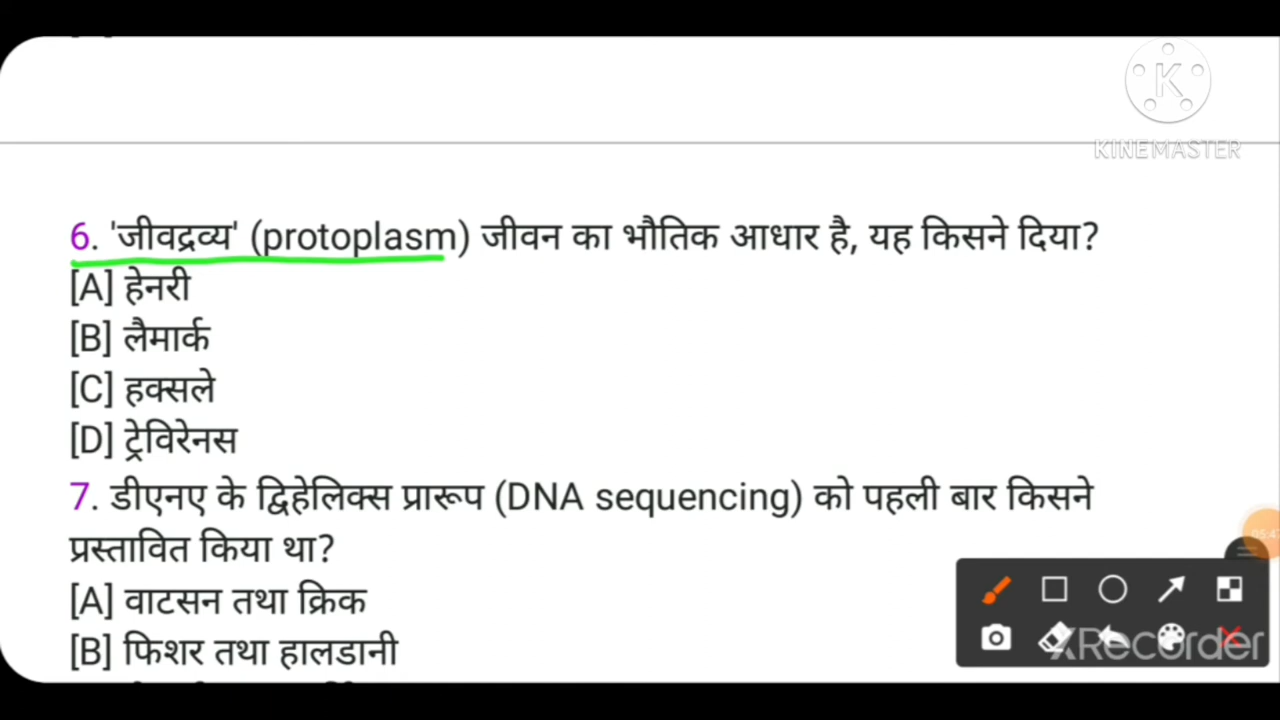 K
KINEMASTER
6. 'जीवद्रव्य' (protoplasm) जीवन का भौतिक आधार है, यह किसने दिया?
[A] हेनरी
[B] लैमार्क
[C] हक्सले
[D] ट्रेविरेनस
7. डीएनए के द्विहेलिक्स प्रारूप (DNA sequencing) को पहली बार किसने
प्रस्तावित किया था?
[A] वाटसन तथा क्रिक
[B] फिशर तथा हालडानी
XRecorder